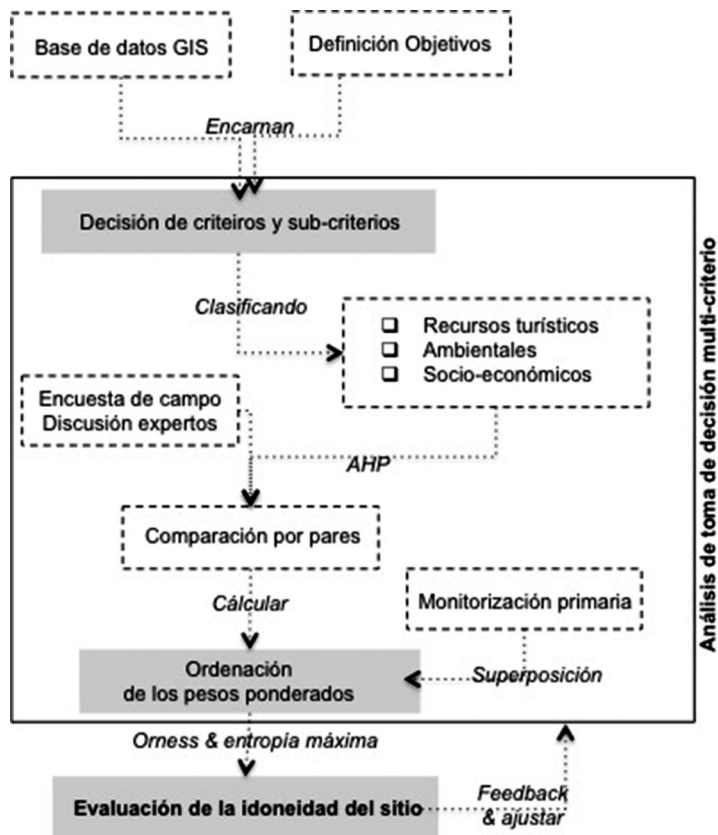 Base de datos GIS
Definición Objetivos
Encarnan
Decisión de criteiros y sub-criterios
Clasificando
Recursos turísticos
Ambientales
Socio-económicos
Encuesta de campo
Discusión expertos
AHP
Comparación por pares
Cálcular
Monitorización primaria
Ordenación
de los pesos ponderados
Superposición
Orness & entropía máxima
Evaluación de la idoneidad del sitio
Feedback
& ajustar
Análisis de toma de decisión multi-criterio